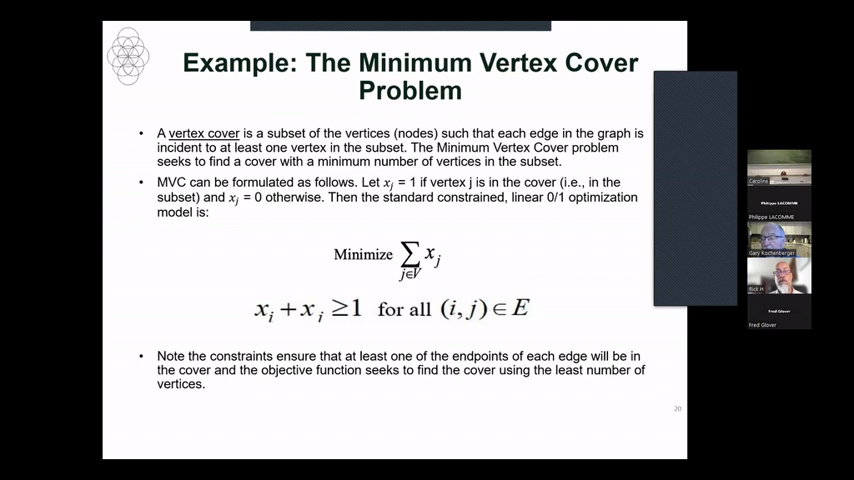 Example: The Minimum Vertex Cover
Problem
• A vertex cover is a subset of the vertices (nodes) such that each edge in the graph is
incident to at least one vertex in the subset. The Minimum Vertex Cover problem
seeks to find a cover with a minimum number of vertices in the subset.
• MVC can be formulated as follows. Let xj = 1 if vertex j is in the cover (i.e., in the
subset) and xj = 0 otherwise. Then the standard constrained, linear 0/1 optimization
model is:
Minimize ∑ xj
j∈V
xi + xj ≥ 1 for all (i, j) ∈ E
• Note the constraints ensure that at least one of the endpoints of each edge will be in
the cover and the objective function seeks to find the cover using the least number of
vertices.
20
Caroline
Philippe LACOMME
Philippe LACOMME
Gary Kochenberger
Rick H
Fred Glover
Fred Glover